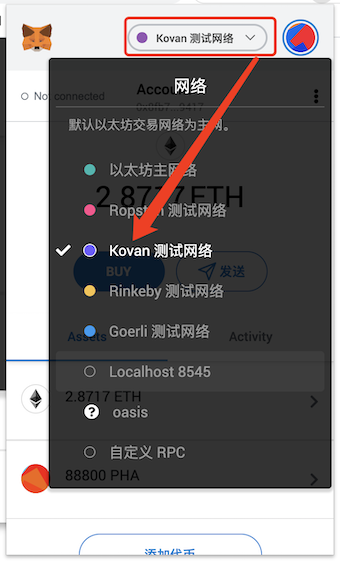 Kovan 测试网络
Not connected
Account
网络
默认以太坊交易网络为主网。
以太坊主网络
2.8717 ETH
Ropsten 测试网络
Kovan 测试网络
BUY
发送
Rinkeby 测试网络
Goerli 测试网络
Assets
Activity
Localhost 8545
2.8717 ETH
oasis
自定义 RPC
88800 PHA
添加代币